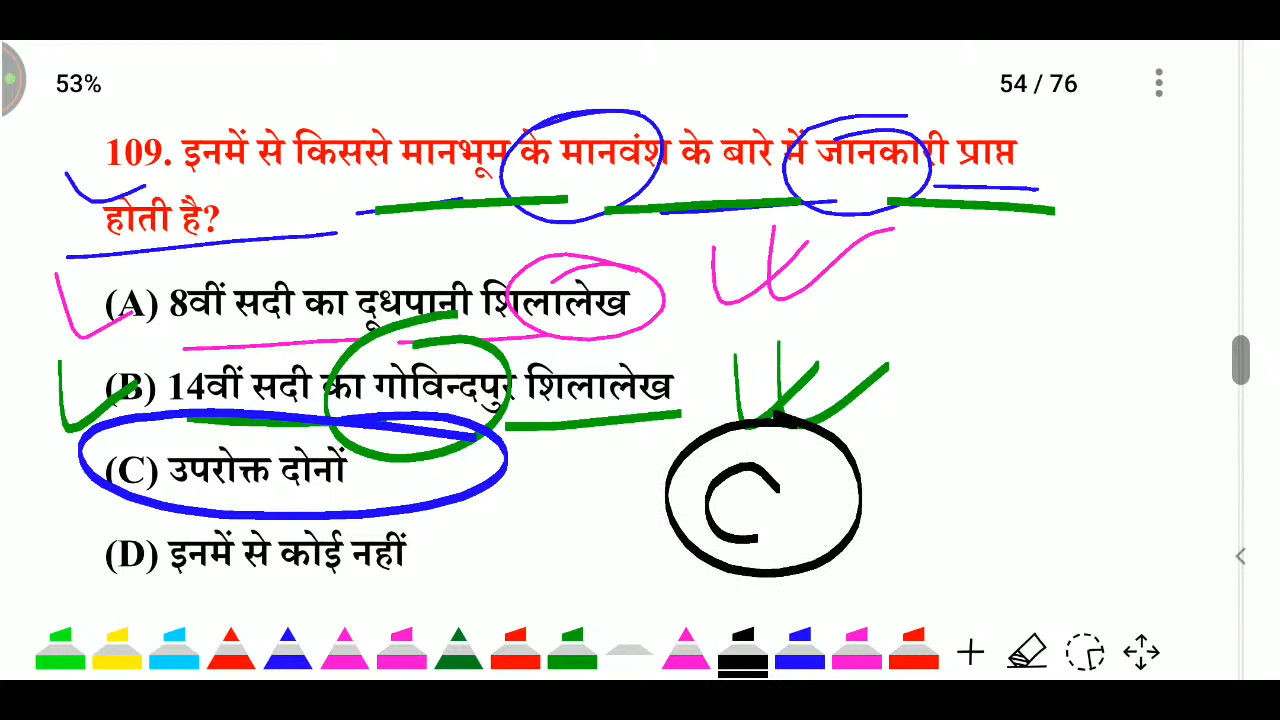 53%
54 / 76
109. इनमें से किससे मानभूम के मानवंश के बारे में जानकारी प्राप्त
होती है?
(A) 8वीं सदी का दूधपानी शिलालेख
(B) 14वीं सदी का गोविन्दपुर शिलालेख
(C) उपरोक्त दोनों
C
(D) इनमें से कोई नहीं